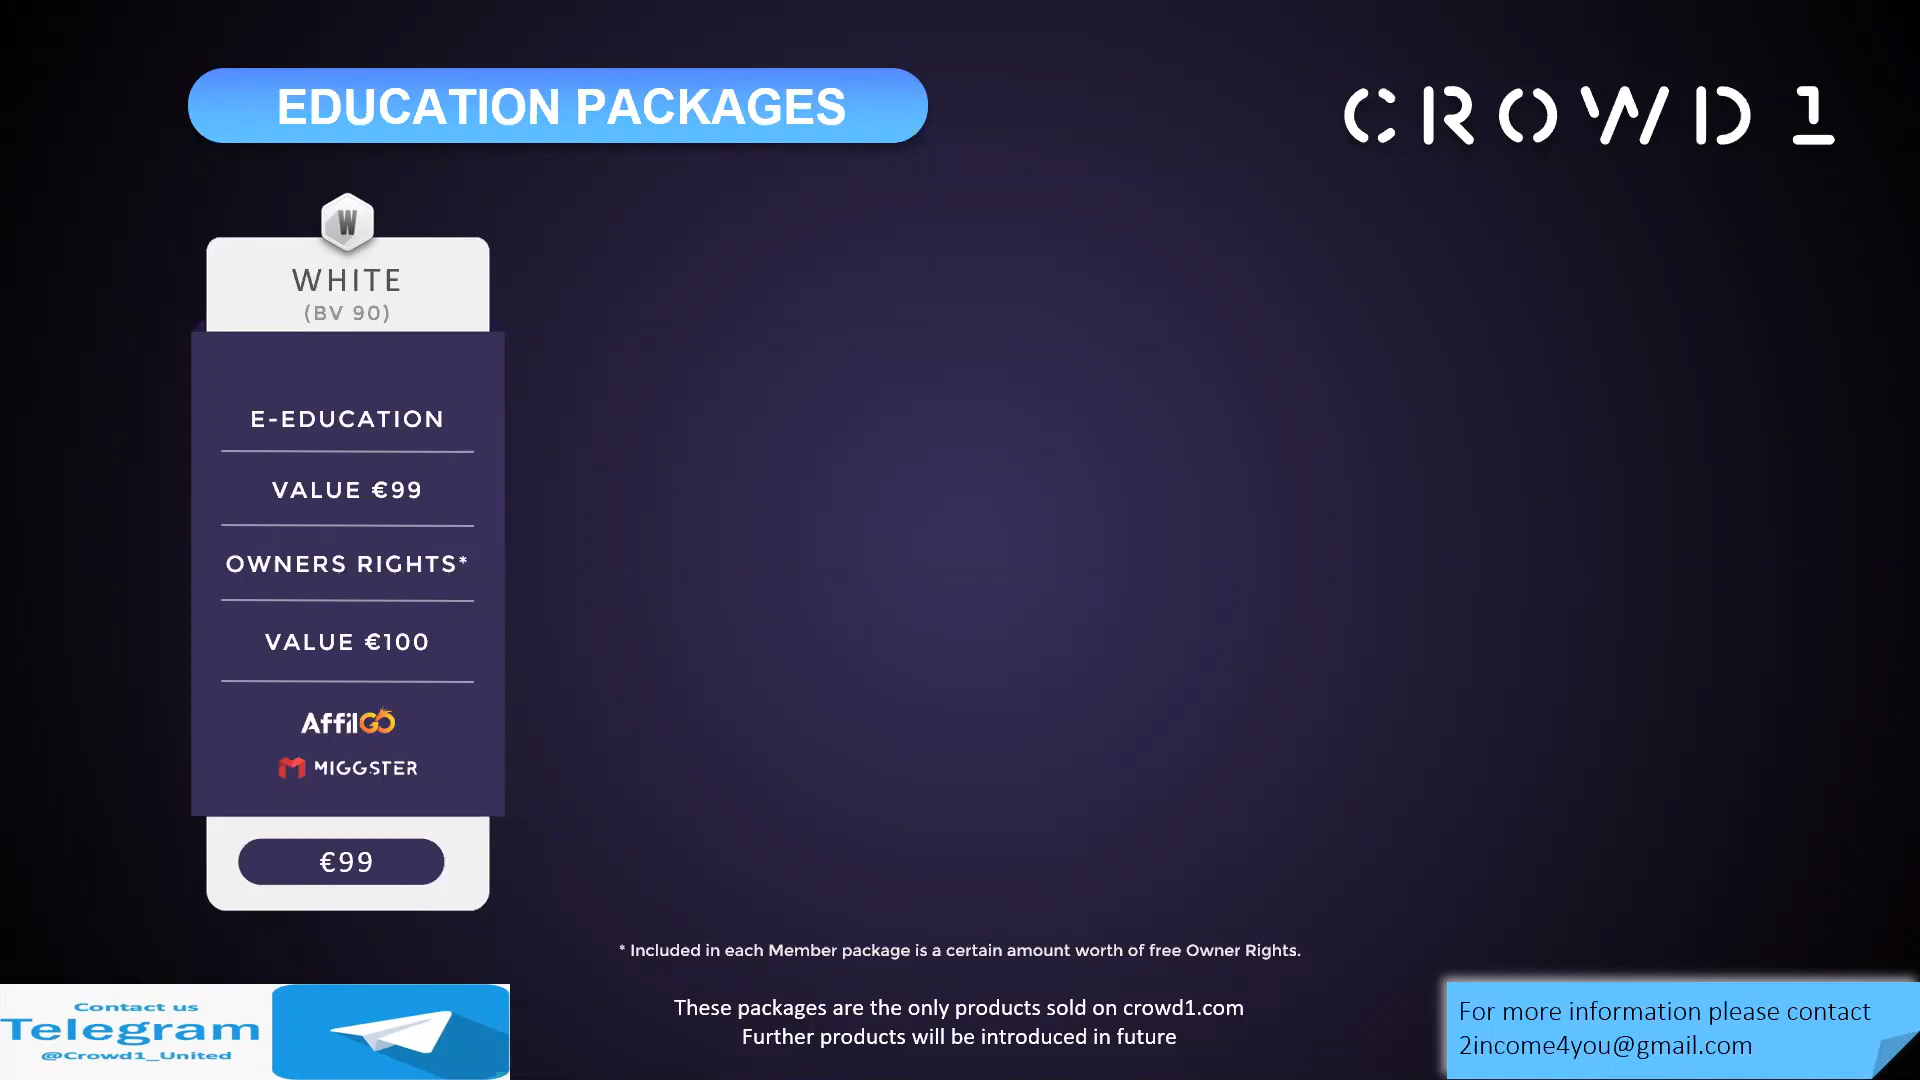 EDUCATION PACKAGES
CROWD1
W
WHITE
(BV 90)
E-EDUCATION
VALUE €99
OWNERS RIGHTS*
VALUE €100
AffilGO
MIGGSTER
€99
* Included in each Member package is a certain amount worth of free Owner Rights.
These packages are the only products sold on crowd1.com
Further products will be introduced in future
Contact us
Telegram
@Crowd1_United
For more information please contact
2income4you@gmail.com